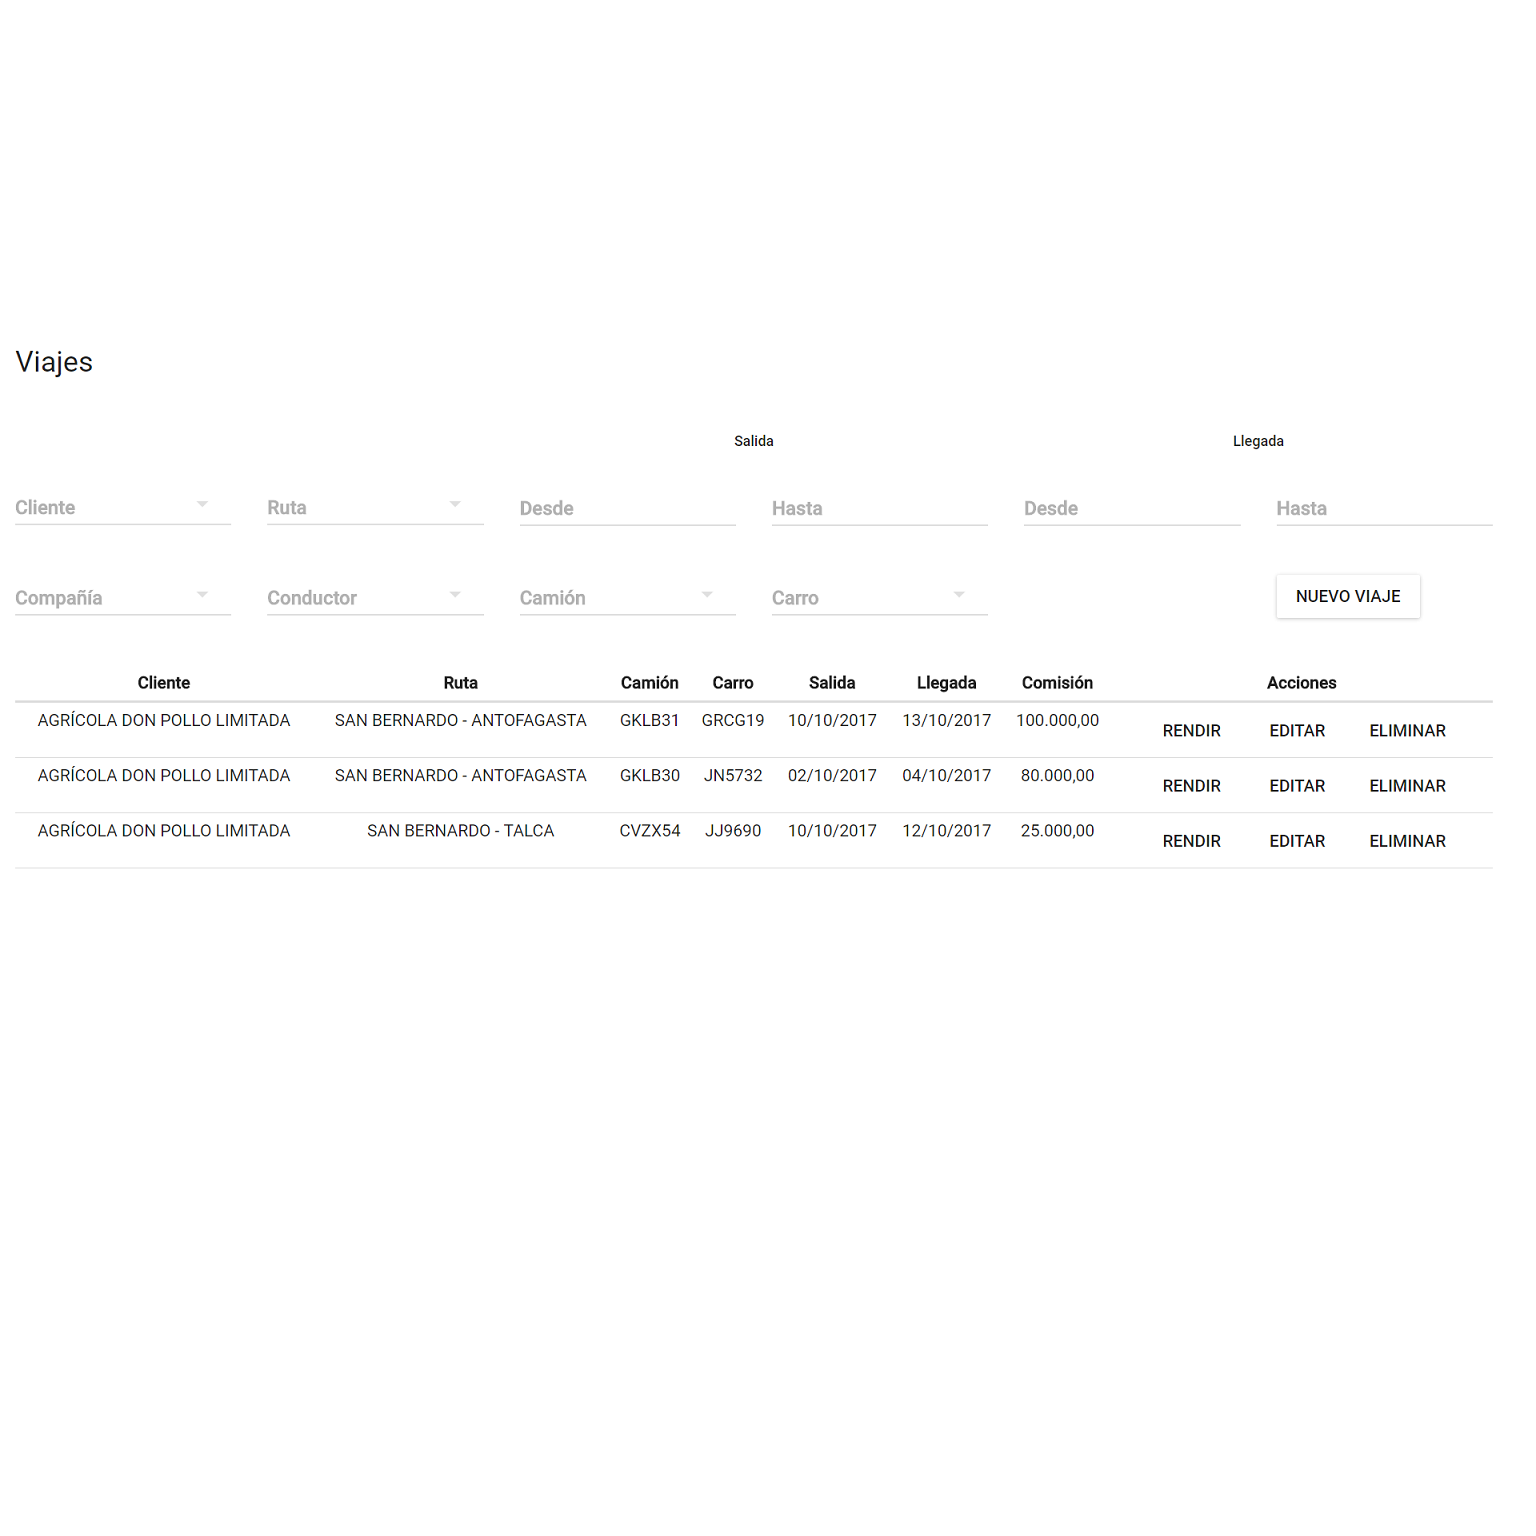 Viajes
Salida Llegada
Cliente Ruta Desde Hasta Desde Hasta
Compañía Conductor Camión Carro NUEVO VIAJE
Cliente Ruta Camión Carro Salida Llegada Comisión Acciones
AGRÍCOLA DON POLLO LIMITADA SAN BERNARDO - ANTOFAGASTA GKLB31 GRCG19 10/10/2017 13/10/2017 100.000,00 RENDIR EDITAR ELIMINAR
AGRÍCOLA DON POLLO LIMITADA SAN BERNARDO - ANTOFAGASTA GKLB30 JN5732 02/10/2017 04/10/2017 80.000,00 RENDIR EDITAR ELIMINAR
AGRÍCOLA DON POLLO LIMITADA SAN BERNARDO - TALCA CVZX54 JJ9690 10/10/2017 12/10/2017 25.000,00 RENDIR EDITAR ELIMINAR